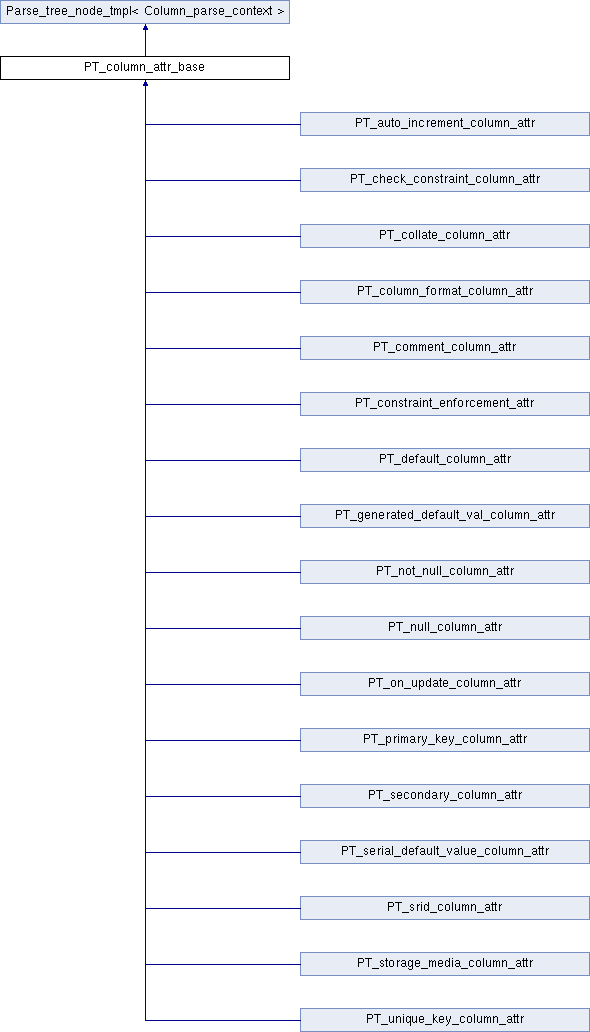 Parse_tree_node_tmpl< Column_parse_context >
PT_column_attr_base
PT_auto_increment_column_attr
PT_check_constraint_column_attr
PT_collate_column_attr
PT_column_format_column_attr
PT_comment_column_attr
PT_constraint_enforcement_attr
PT_default_column_attr
PT_generated_default_val_column_attr
PT_not_null_column_attr
PT_null_column_attr
PT_on_update_column_attr
PT_primary_key_column_attr
PT_secondary_column_attr
PT_serial_default_value_column_attr
PT_srid_column_attr
PT_storage_media_column_attr
PT_unique_key_column_attr